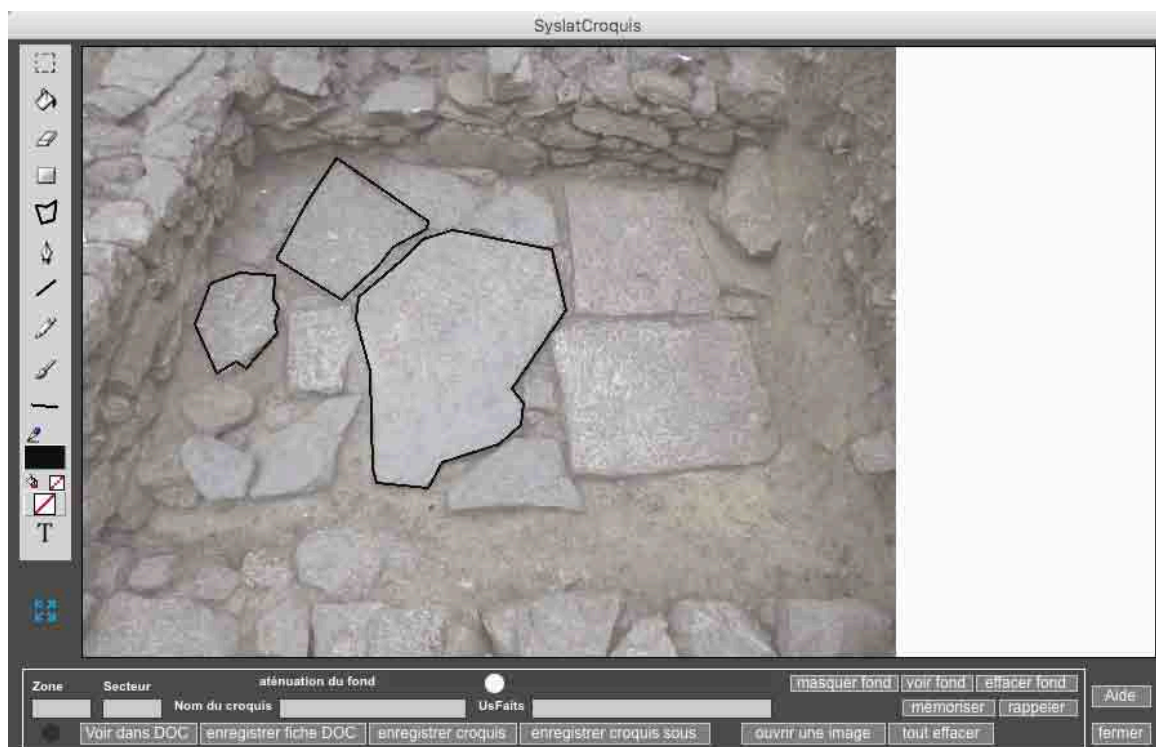 SyslatCroquis
T
Zone Secteur aténuation du fond masquer fond voir fond effacer fond Aide
Nom du croquis UsFaits mémoriser rappeler
Voir dans DOC enregistrer fiche DOC enregistrer croquis enregistrer croquis sous ouvrir une image tout effacer fermer